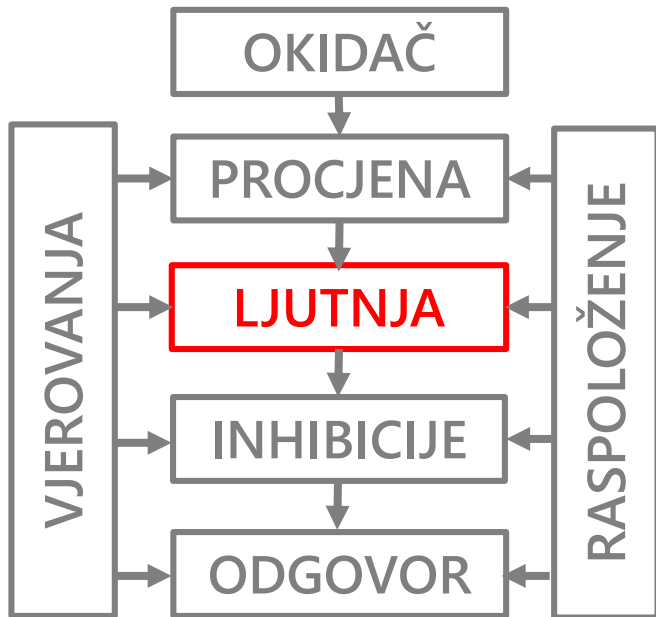 OKIDAČ
PROCJENA
LJUTNJA
INHIBICIJE
ODGOVOR
VJEROVANJA
RASPOLOŽENJE